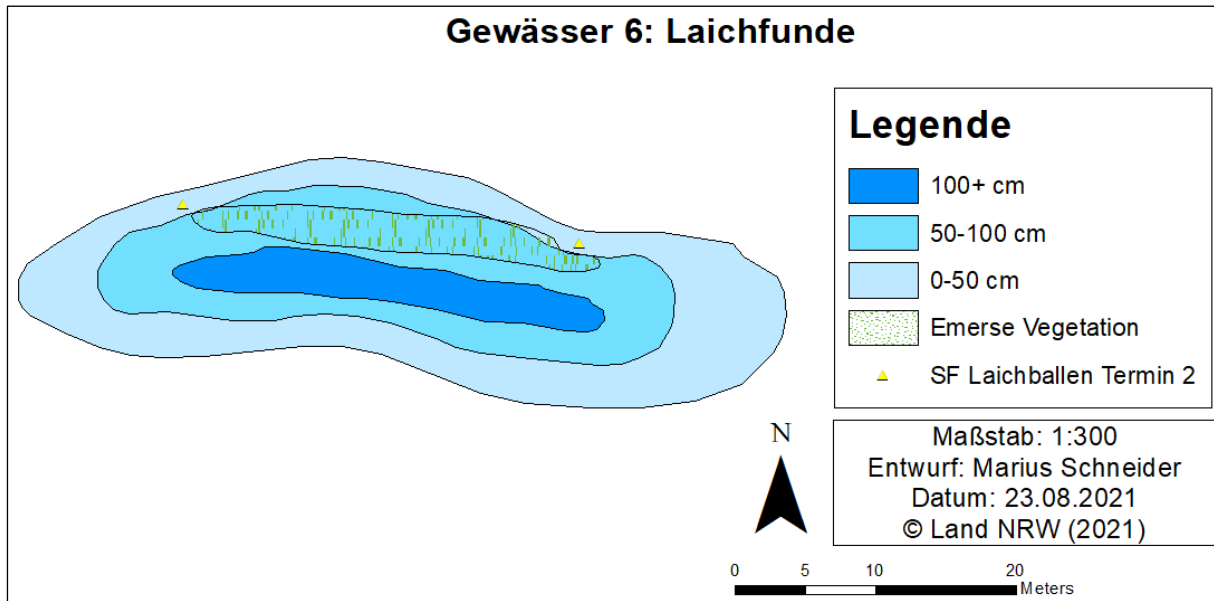 Gewässer 6: Laichfunde
Legende
100+ cm
50-100 cm
0-50 cm
Emerse Vegetation
SF Laichballen Termin 2
N
Maßstab: 1:300
Entwurf: Marius Schneider
Datum: 23.08.2021
© Land NRW (2021)
0 5 10 20
Meters